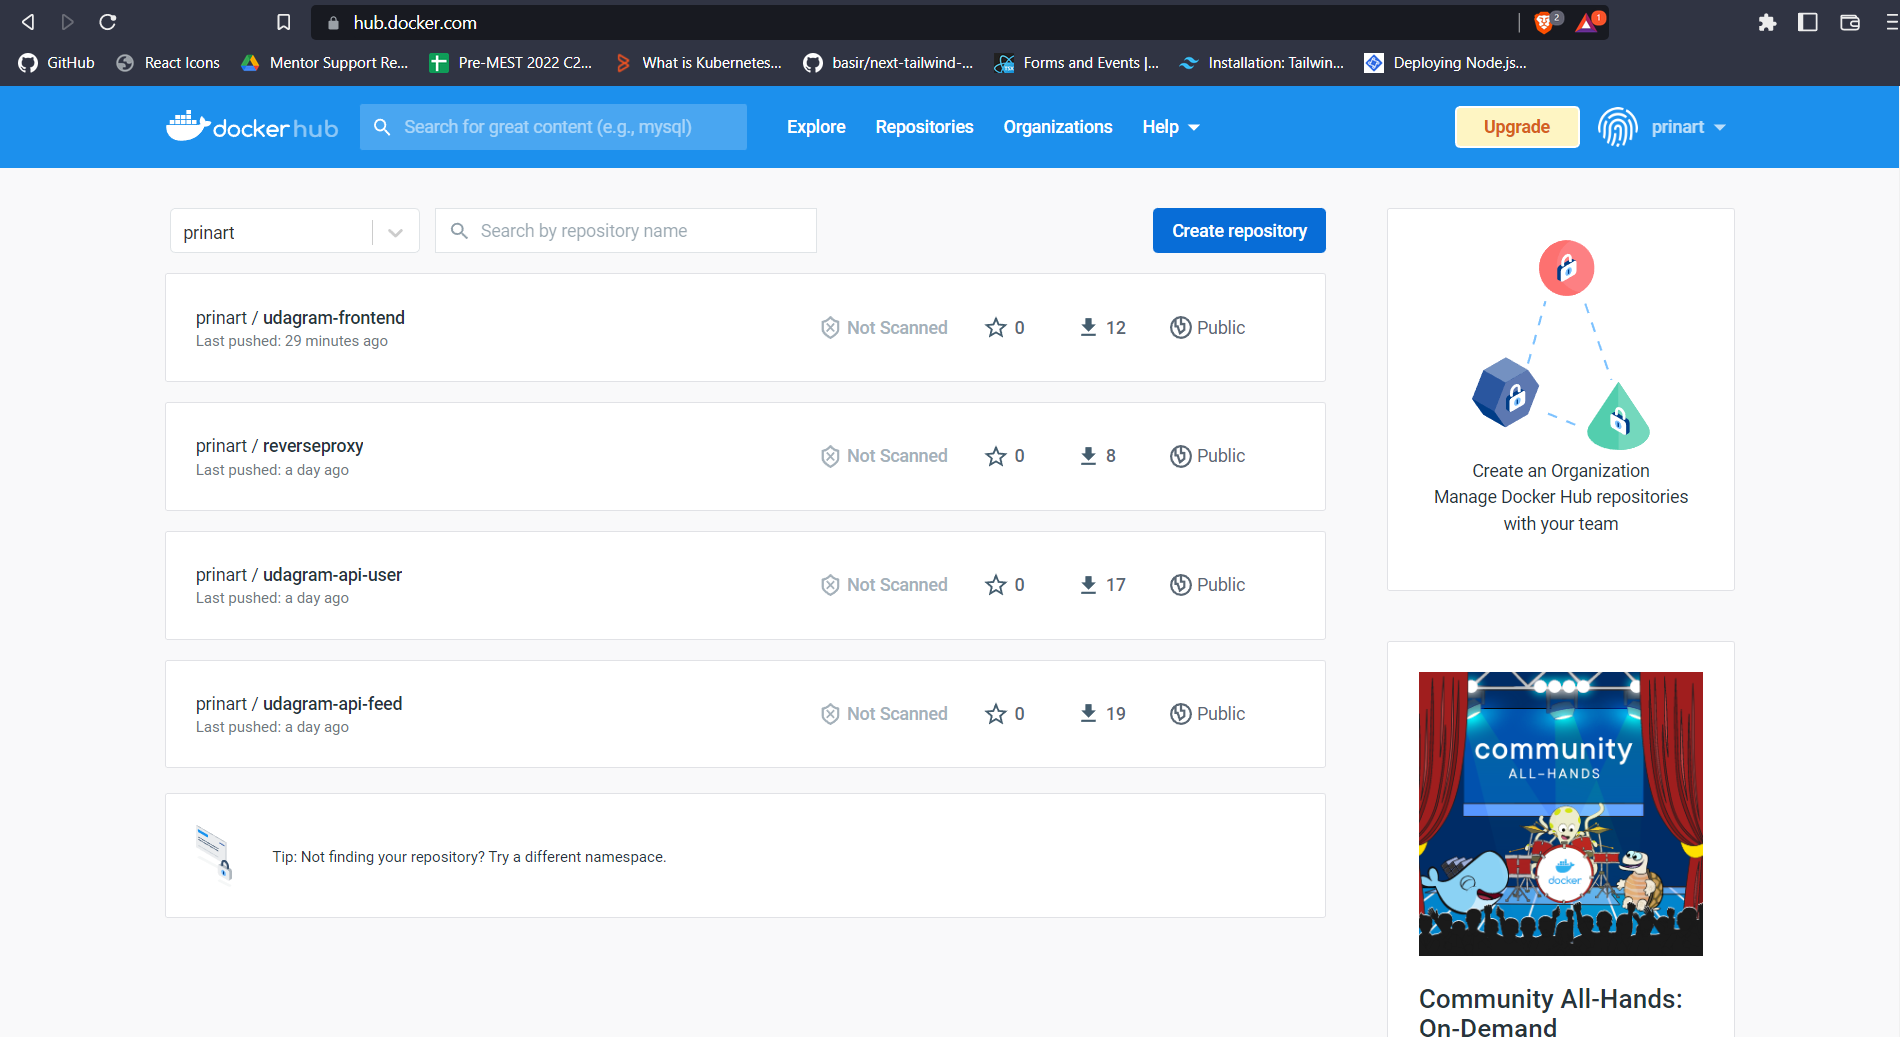 hub.docker.com
2
1
GitHub
React Icons
Mentor Support Re...
Pre-MEST 2022 C2...
What is Kubernetes...
basir/next-tailwind-...
Forms and Events |...
Installation: Tailwin...
Deploying Node.js...
docker hub
Search for great content (e.g., mysql)
Explore
Repositories
Organizations
Help
Upgrade
prinart
prinart
Search by repository name
Create repository
prinart / udagram-frontend
Last pushed: 29 minutes ago
Not Scanned
0
12
Public
prinart / reverseproxy
Last pushed: a day ago
Not Scanned
0
8
Public
prinart / udagram-api-user
Last pushed: a day ago
Not Scanned
0
17
Public
prinart / udagram-api-feed
Last pushed: a day ago
Not Scanned
0
19
Public
Tip: Not finding your repository? Try a different namespace.
Create an Organization
Manage Docker Hub repositories
with your team
community
ALL-HANDS
docker
Community All-Hands:
On-Demand